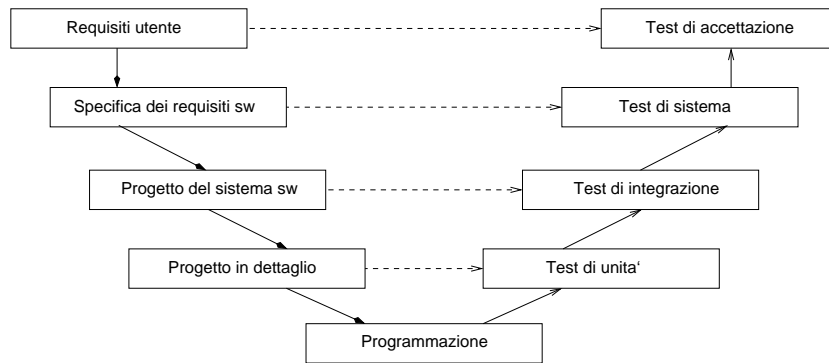 Requisiti utente
Test di accettazione
Specifica dei requisiti sw
Test di sistema
Progetto del sistema sw
Test di integrazione
Progetto in dettaglio
Test di unita‘
Programmazione